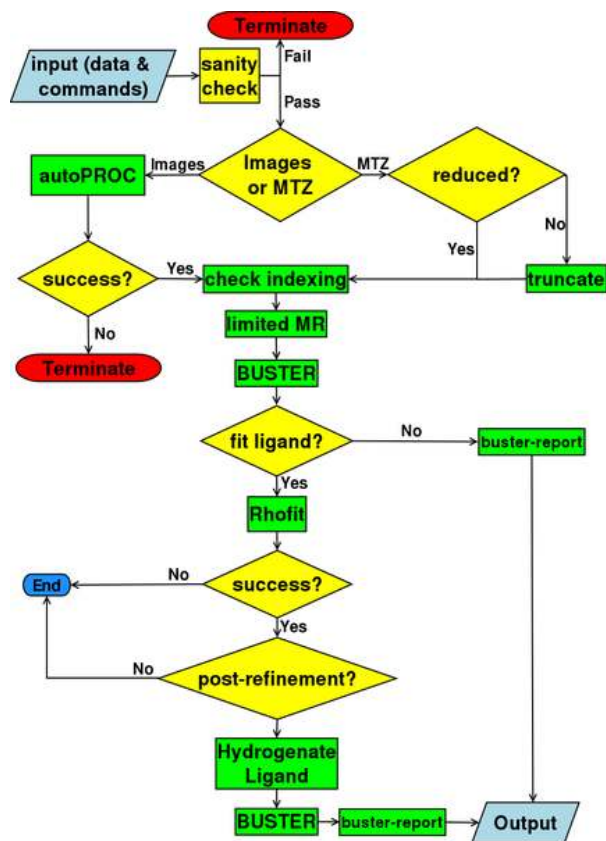 Terminate
input (data &
commands)
sanity
check
Fail
Pass
Images
autoPROC
Images
or MTZ
MTZ
reduced?
No
Yes
success?
Yes
check indexing
truncate
No
limited MR
Terminate
BUSTER
fit ligand?
No
buster-report
Yes
Rhofit
End
No
success?
Yes
No
post-refinement?
Hydrogenate
Ligand
BUSTER
buster-report
Output